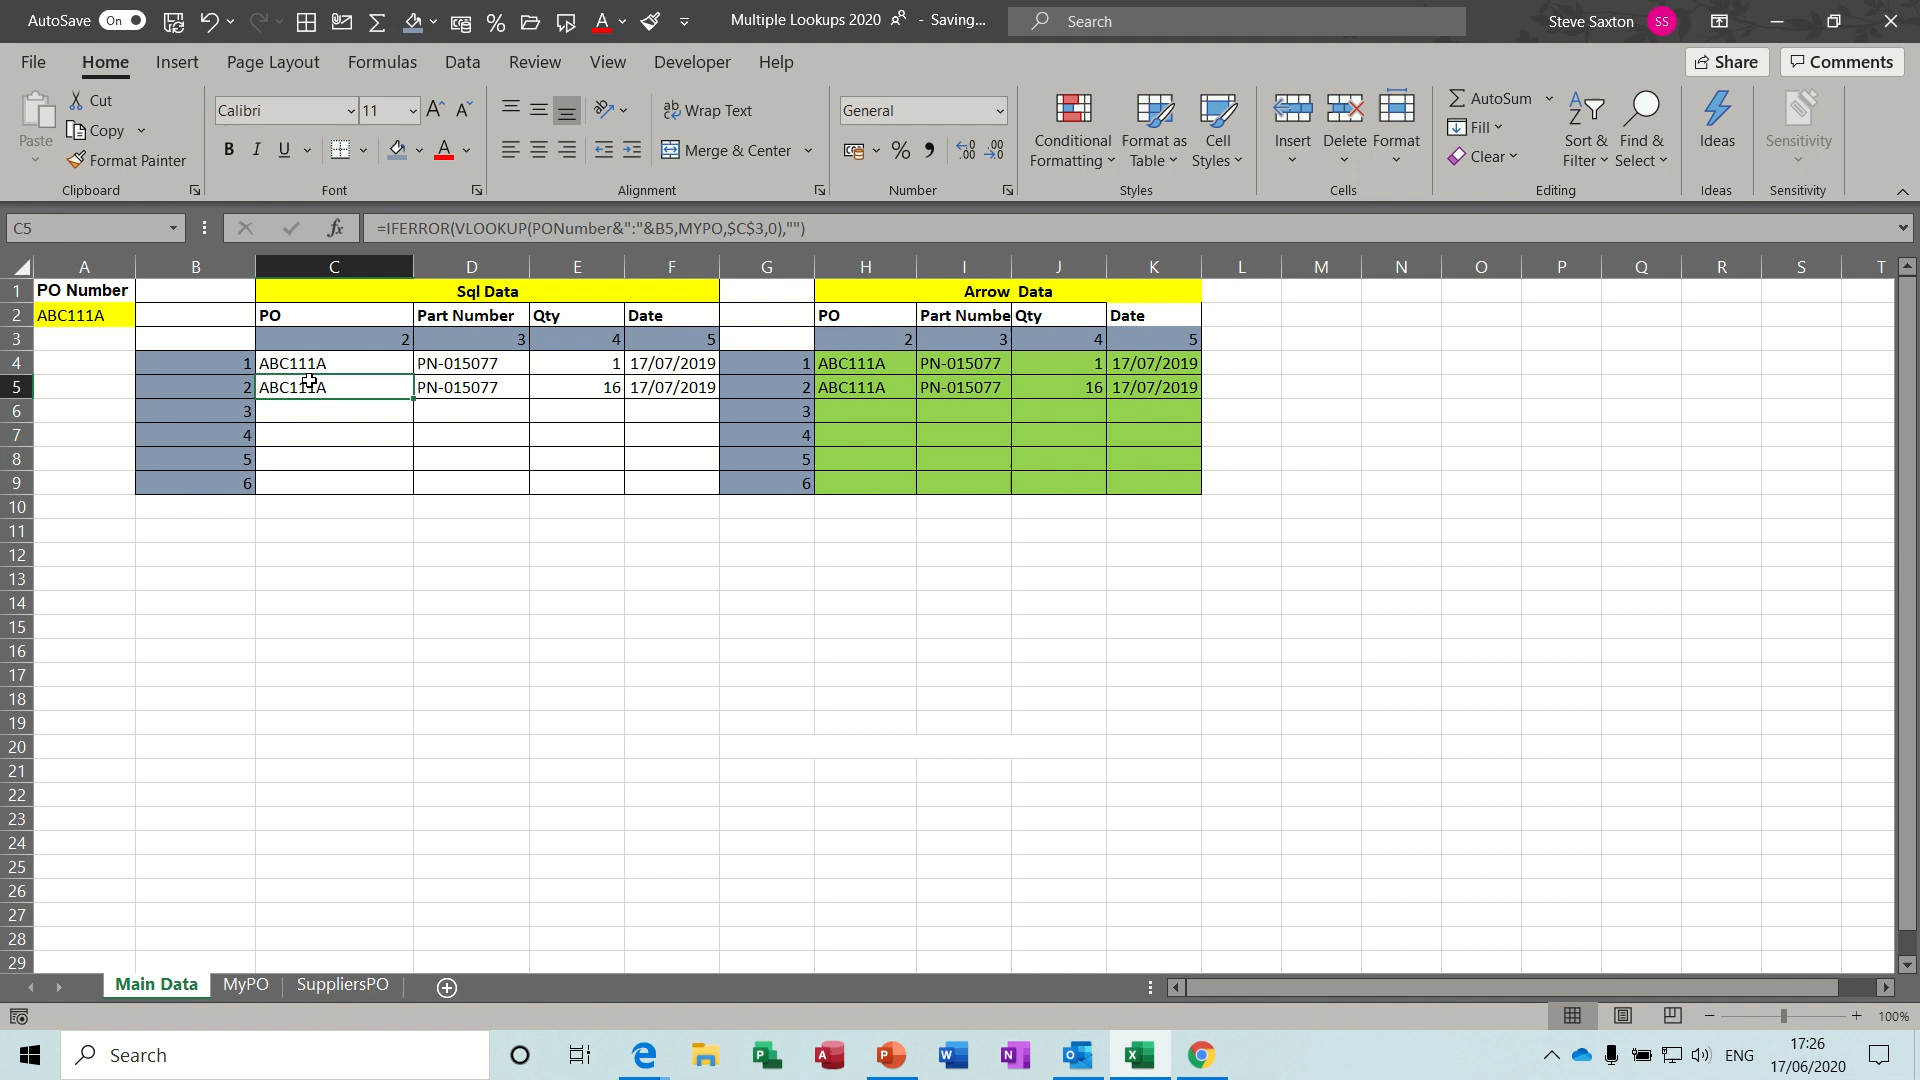 AutoSave On Multiple Lookups 2020 - Saving... Search Steve Saxton SS
File Home Insert Page Layout Formulas Data Review View Developer Help Share Comments
Paste Cut Calibri 11 ab Wrap Text General Conditional Formatting Format as Table Cell Styles Insert Delete Format AutoSum Sort & Filter Find & Select Ideas Sensitivity
Copy B I U A Merge & Center % Fill
Format Painter Clear
Clipboard Font Alignment Number Styles Cells Editing Ideas Sensitivity
C5 fx =IFERROR(VLOOKUP(PONumber&":"&B5,MYPO,$C$3,0),"")
A B C D E F G H I J K L M N O P Q R S T
1 PO Number Sql Data Arrow Data
2 ABC111A PO Part Number Qty Date PO Part Numbe Qty Date
3 2 3 4 5 2 3 4 5
4 1 ABC111A PN-015077 1 17/07/2019 1 ABC111A PN-015077 1 17/07/2019
5 2 ABC111A PN-015077 16 17/07/2019 2 ABC111A PN-015077 16 17/07/2019
6 3 3
7 4 4
8 5 5
9 6 6
10
11
12
13
14
15
16
17
18
19
20
21
22
23
24
25
26
27
28
29
Main Data MyPO SuppliersPO
100%
Search ENG 17:26
17/06/2020